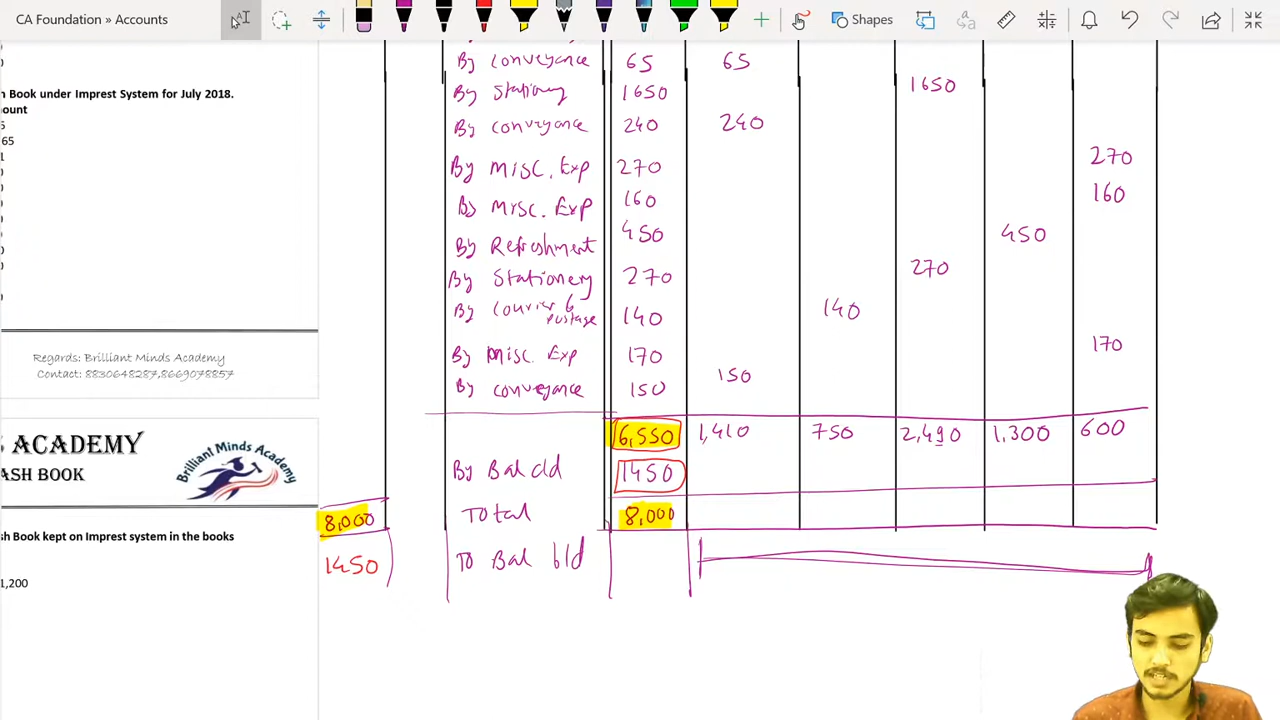 CA Foundation » Accounts
Shapes
n Book under Imprest System for July 2018.
ount
65
By Conveyance 65 65
By Stationery 1650 1650
By Conveyance 240 240
By Misc. Exp 270 270
By Misc. Exp 160 160
By Refreshment 450 450
By Stationery 270 270
By Courier & Postage 140 140
By Misc. Exp 170 170
By Conveyance 150 150
6,550 1,410 750 2,490 1,300 600
By Bal c/d 1450
8,000 Total 8,000
1450 To Bal b/d
Regards: Brilliant Minds Academy
Contact: 8830648287,8669078857
S ACADEMY
ASH BOOK
Brilliant Minds Academy
sh Book kept on Imprest system in the books
1,200